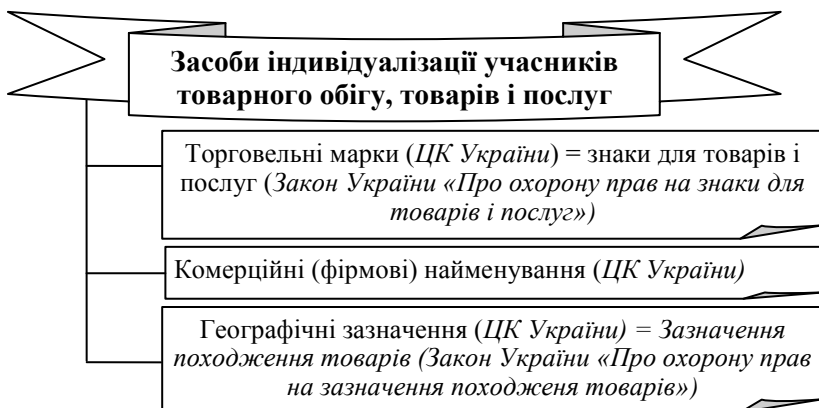 Засоби індивідуалізації учасників
товарного обігу, товарів і послуг
Торговельні марки (ЦК України) = знаки для товарів і
послуг (Закон України «Про охорону прав на знаки для
товарів і послуг»)
Комерційні (фірмові) найменування (ЦК України)
Географічні зазначення (ЦК України) = Зазначення
походження товарів (Закон України «Про охорону прав
на зазначення походженя товарів»)